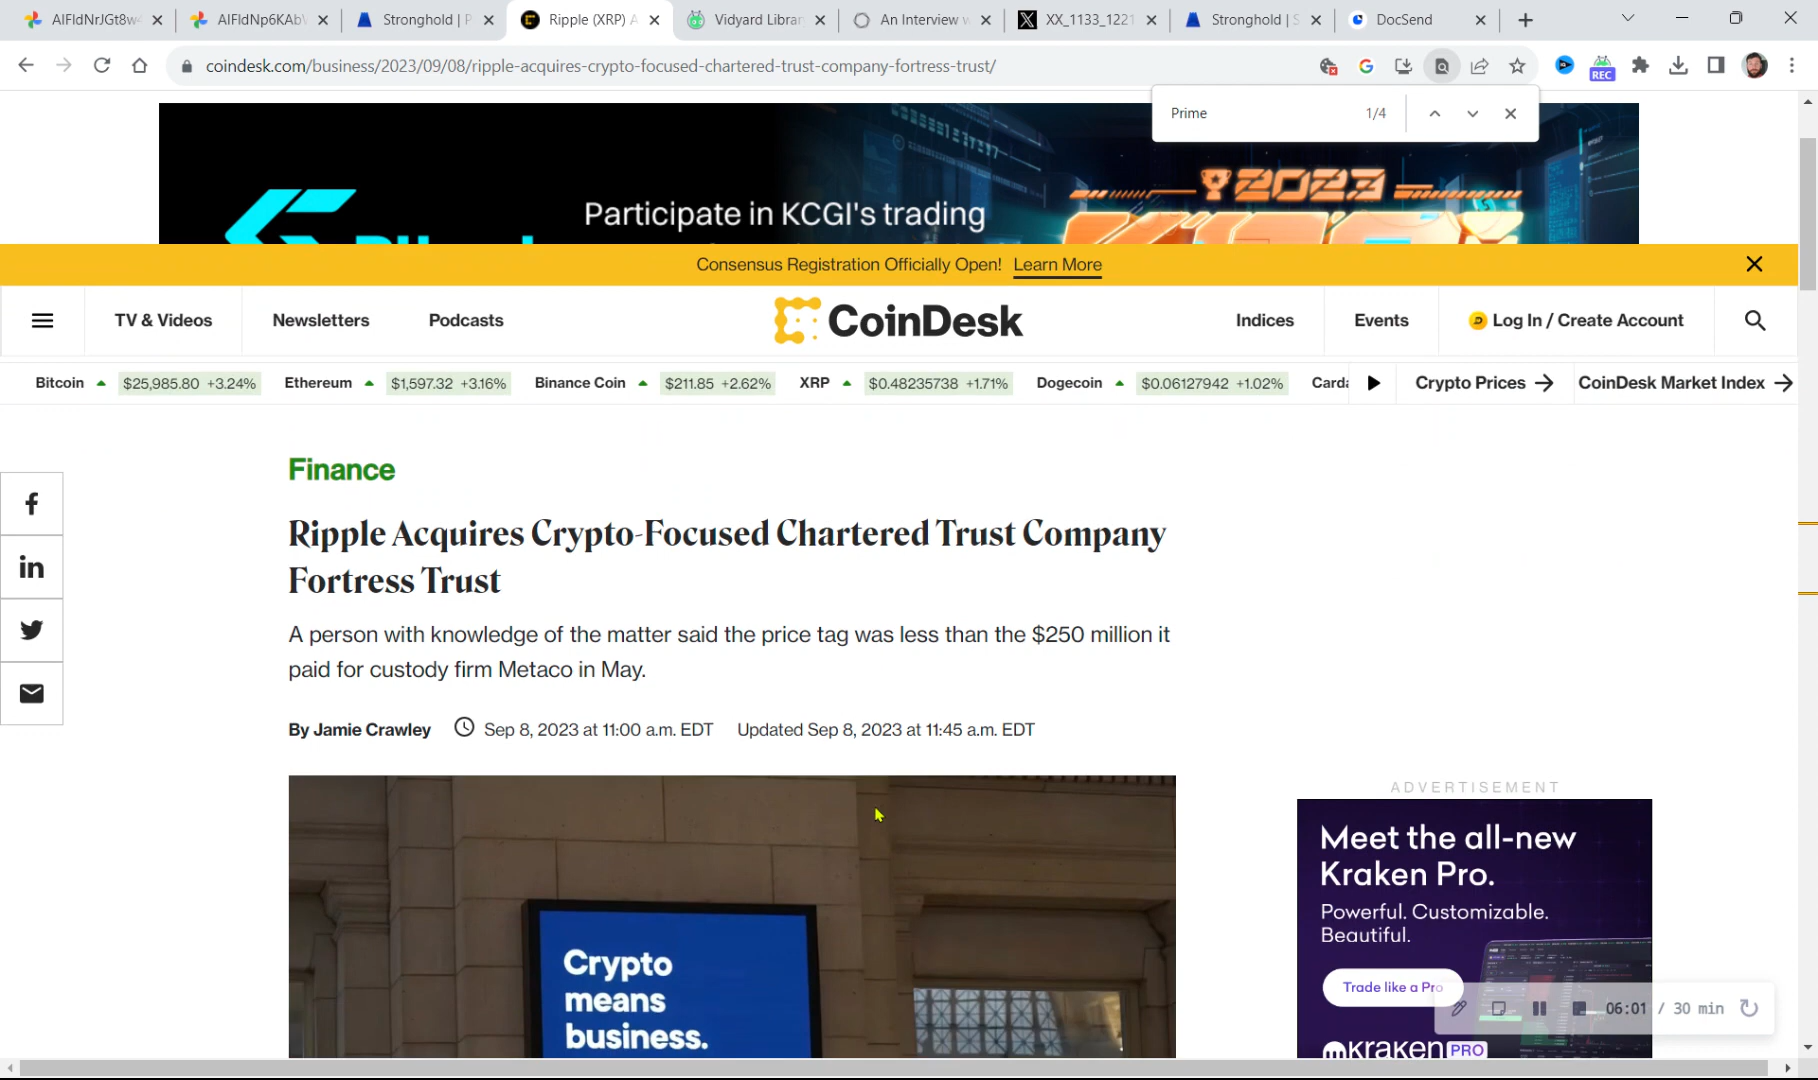 AIFIdNrJGt8w
AIFIdNp6KAb
Stronghold | P
Ripple (XRP) A
Vidyard Librar
An Interview w
XX_1133_1221
Stronghold | S
DocSend
coindesk.com/business/2023/09/08/ripple-acquires-crypto-focused-chartered-trust-company-fortress-trust/
REC
Prime 1/4
Participate in KCGI's trading
2023
Consensus Registration Officially Open! Learn More
TV & Videos
Newsletters
Podcasts
CoinDesk
Indices
Events
Log In / Create Account
Bitcoin $25,985.80 +3.24% Ethereum $1,597.32 +3.16% Binance Coin $211.85 +2.62% XRP $0.48235738 +1.71% Dogecoin $0.06127942 +1.02% Carda
Crypto Prices
CoinDesk Market Index
Finance
Ripple Acquires Crypto-Focused Chartered Trust Company
Fortress Trust
A person with knowledge of the matter said the price tag was less than the $250 million it
paid for custody firm Metaco in May.
By Jamie Crawley Sep 8, 2023 at 11:00 a.m. EDT Updated Sep 8, 2023 at 11:45 a.m. EDT
Crypto
means
business.
ADVERTISEMENT
Meet the all-new
Kraken Pro.
Powerful. Customizable.
Beautiful.
Trade like a Pro
06:01 / 30 min
mKraken PRO